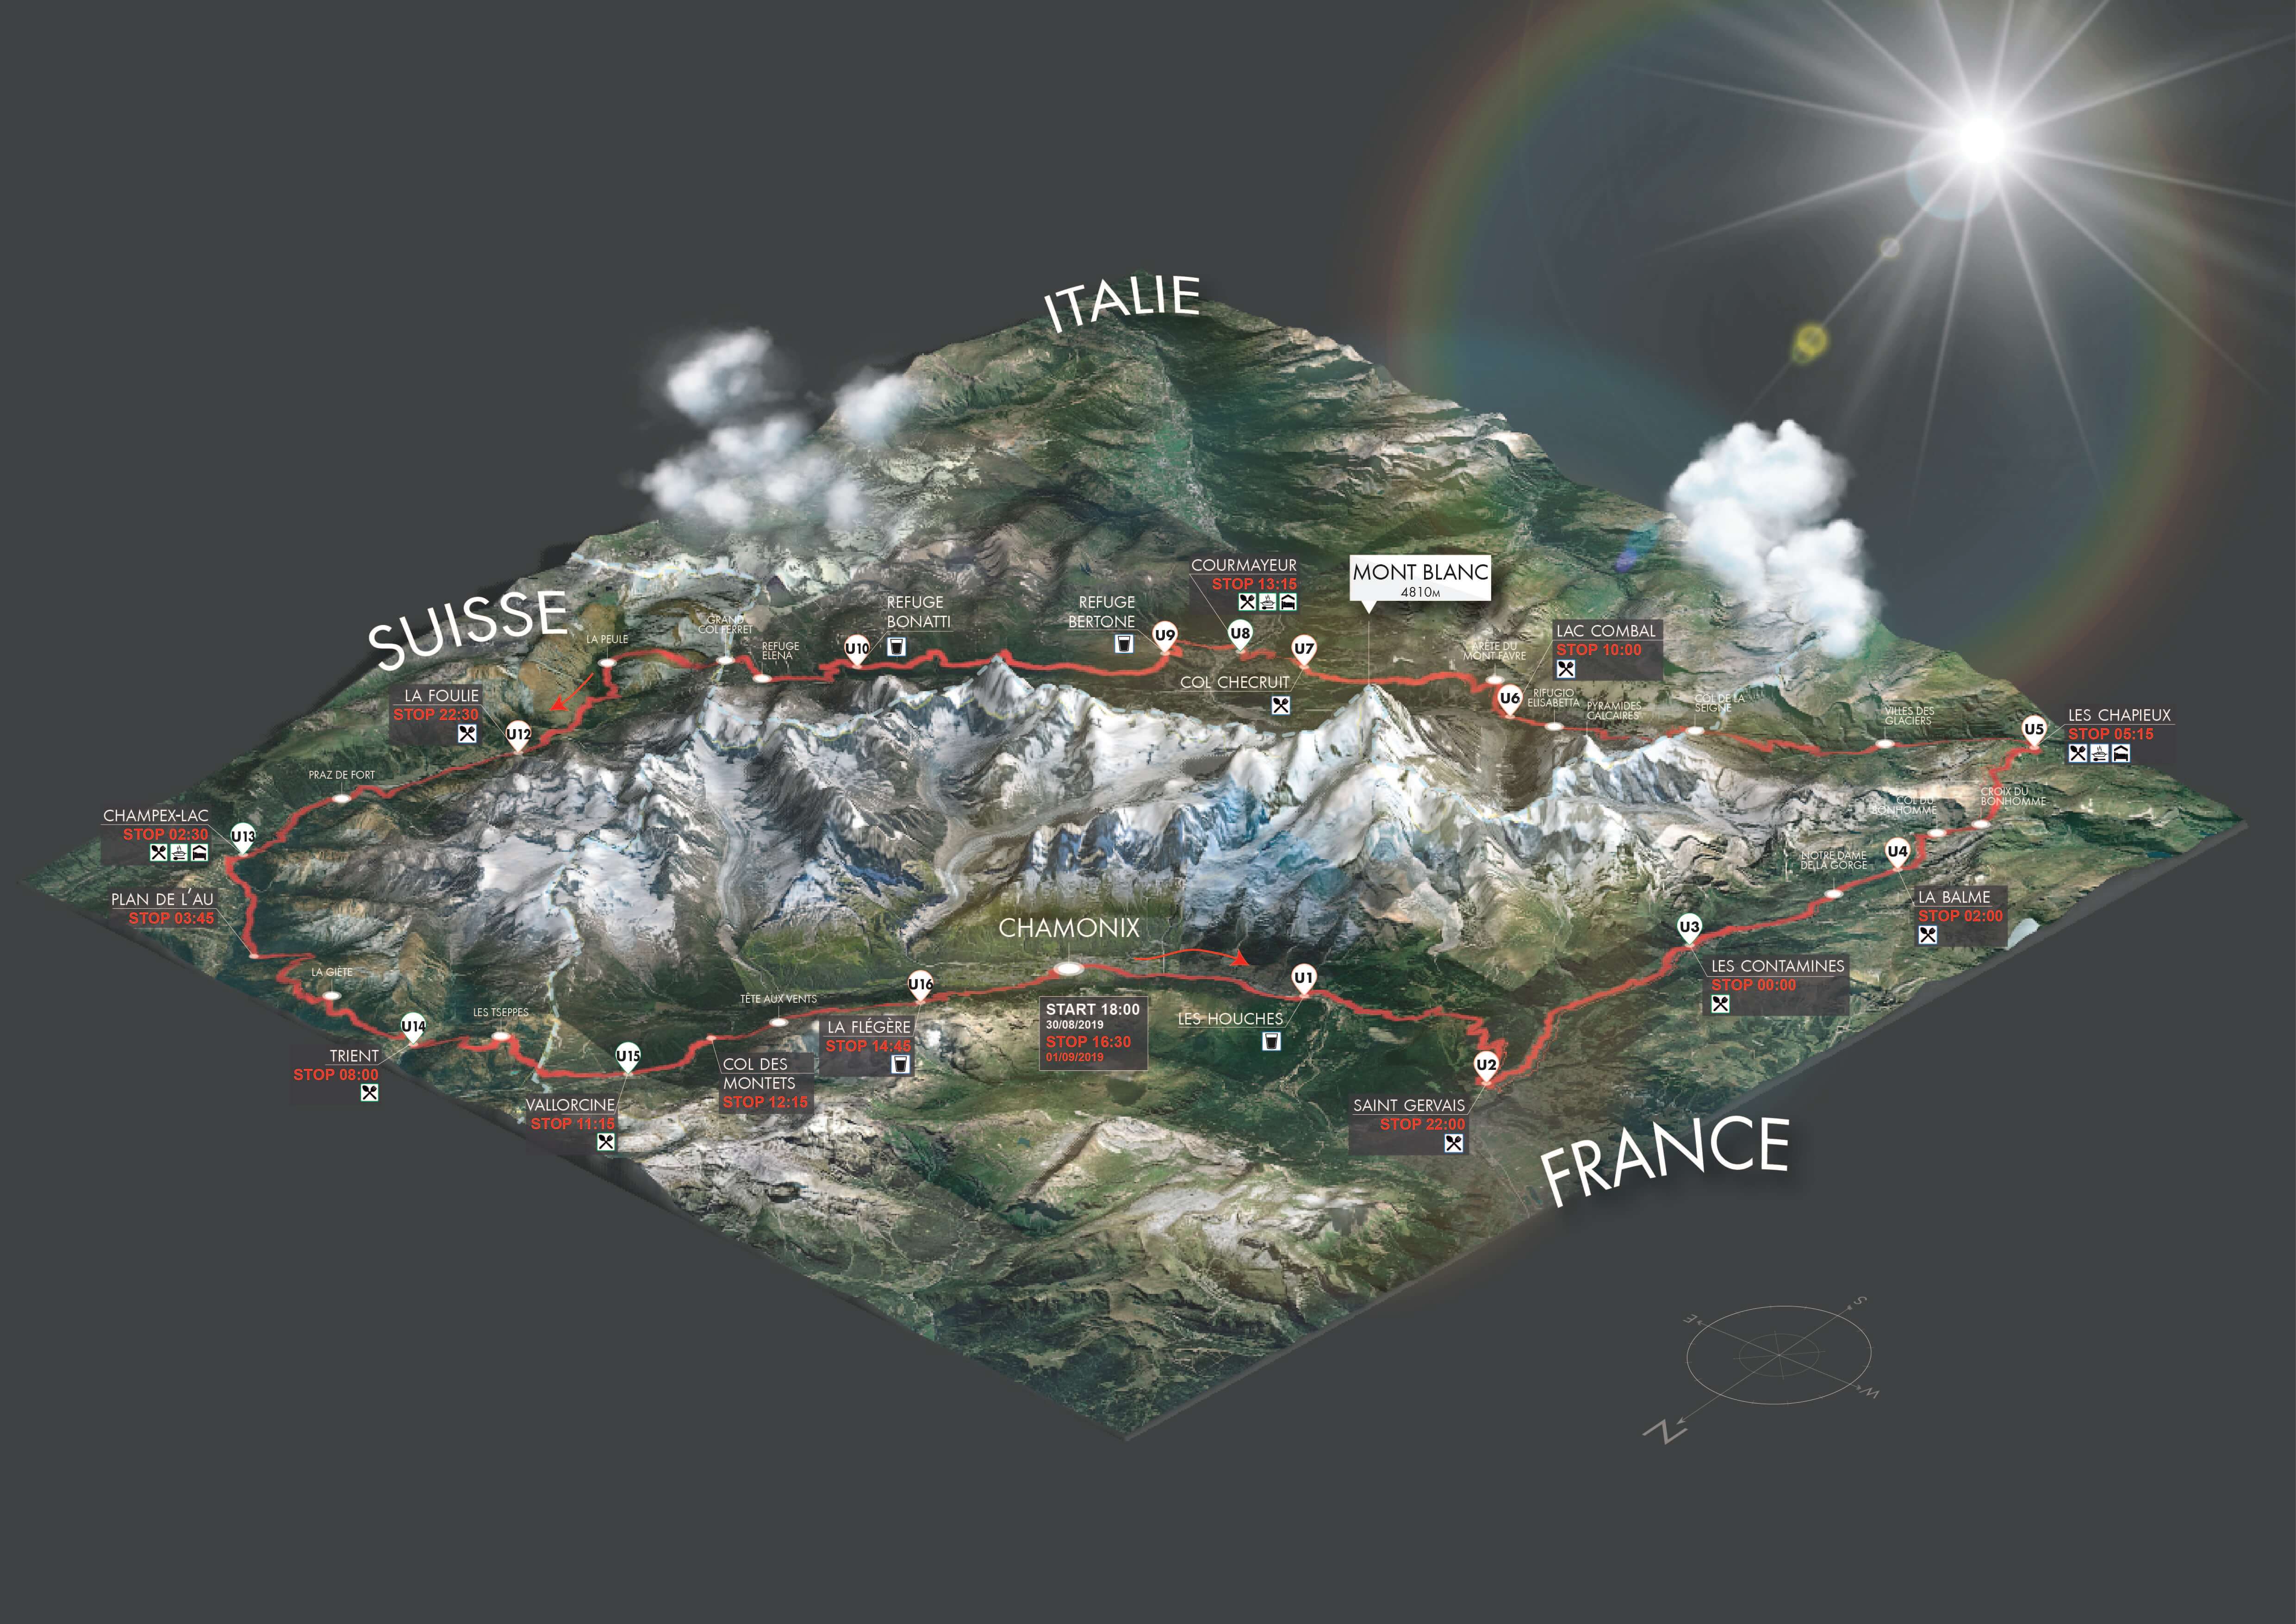 ITALIE
SUISSE
FRANCE
MONT BLANC
4810M
CHAMONIX
START 18:00
30/08/2019
STOP 16:30
01/09/2019
U1
LES HOUCHES
U2
SAINT GERVAIS
STOP 22:00
U3
LES CONTAMINES
STOP 00:00
NOTRE DAME
DE LA GORGE
U4
LA BALME
STOP 02:00
COL DU
BONHOMME
CROIX DU
BONHOMME
U5
LES CHAPIEUX
STOP 05:15
VILLES DES
GLACIERS
COL DE LA
SEIGNE
PYRAMIDES
CALCAIRES
RIFUGIO
ELISABETTA
U6
LAC COMBAL
STOP 10:00
ARÊTE DU
MONT FAVRE
U7
COL CHECRUIT
U8
COURMAYEUR
STOP 13:15
U9
REFUGE
BERTONE
U10
REFUGE
BONATTI
REFUGE
ELENA
GRAND
COL FERRET
LA PEULE
U12
LA FOULIE
STOP 22:30
PRAZ DE FORT
U13
CHAMPEX-LAC
STOP 02:30
PLAN DE L'AU
STOP 03:45
LA GIÈTE
U14
TRIENT
STOP 08:00
LES TSEPPES
U15
VALLORCINE
STOP 11:15
COL DES
MONTETS
STOP 12:15
TÊTE AUX VENTS
U16
LA FLÉGÈRE
STOP 14:45
S
E
W
N